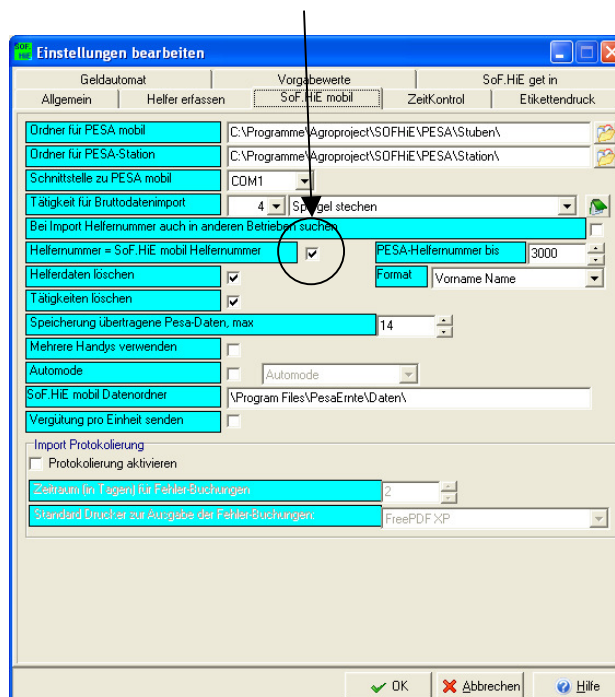 SOF. HiE Einstellungen bearbeiten
Geldautomat Vorgabewerte SoF.HiE get in
Allgemein Helfer erfassen SoF.HiE mobil ZeitKontrol Etikettendruck
Ordner für PESA mobil C:\Programme\Agroproject\SOFHiE\PESA\Stuben\
Ordner für PESA-Station C:\Programme\Agroproject\SOFHiE\PESA\Station\
Schnittstelle zu PESA mobil COM1
Tätigkeit für Bruttodatenimport 4 Spargel stechen
Bei Import Helfernummer auch in anderen Betrieben suchen
Helfernummer = SoF.HiE mobil Helfernummer PESA-Helfernummer bis 3000
Helferdaten löschen Format Vorname Name
Tätigkeiten löschen
Speicherung übertragene Pesa-Daten, max 14
Mehrere Handys verwenden
Automode Automode
SoF.HiE mobil Datenordner \Program Files\PesaErnte\Daten\
Vergütung pro Einheit senden
Import Protokolierung
Protokolierung aktivieren
Zeitraum (in Tagen) für Fehler-Buchungen 2
Standard Drucker zur Ausgabe der Fehler-Buchungen: FreePDF XP
OK Abbrechen Hilfe